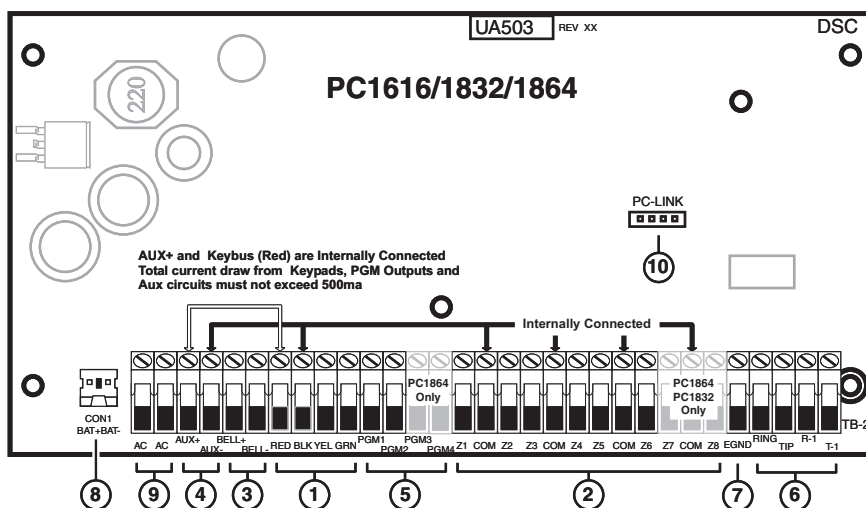 UA503 REV XX DSC
PC1616/1832/1864
220
PC-LINK
10
AUX+ and Keybus (Red) are Internally Connected
Total current draw from Keypads, PGM Outputs and
Aux circuits must not exceed 500ma
Internally Connected
PC1864
Only
PC1864
PC1832
Only
CON1
BAT+BAT-
AC AC AUX+ AUX- BELL+ BELL- RED BLK YEL GRN PGM1 PGM2 PGM3 PGM4 Z1 COM Z2 Z3 COM Z4 Z5 COM Z6 Z7 COM Z8 EGND RING TIP R-1 T-1
TB-2
8 9 4 3 1 5 2 7 6